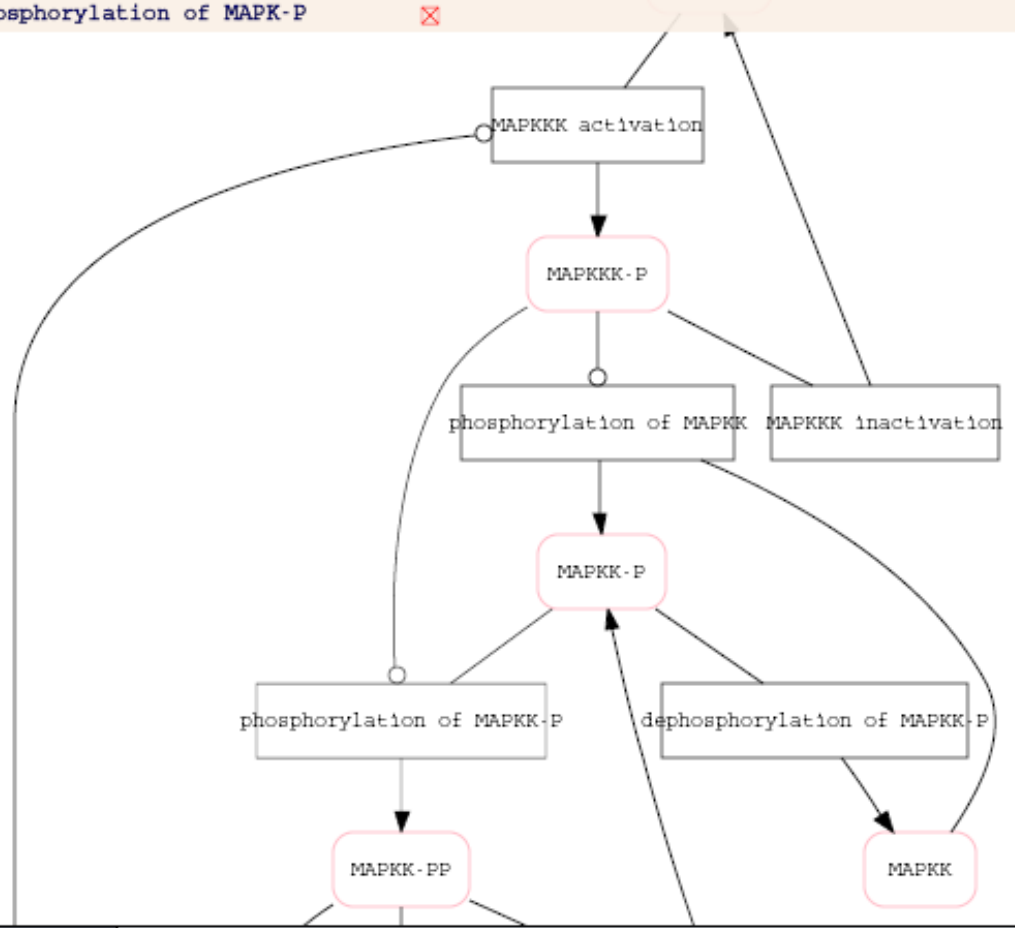 osphorylation of MAPK-P
MAPKKK activation
MAPKKK-P
phosphorylation of MAPKK
MAPKKK inactivation
MAPKK-P
phosphorylation of MAPKK-P
dephosphorylation of MAPKK-P
MAPKK-PP
MAPKK